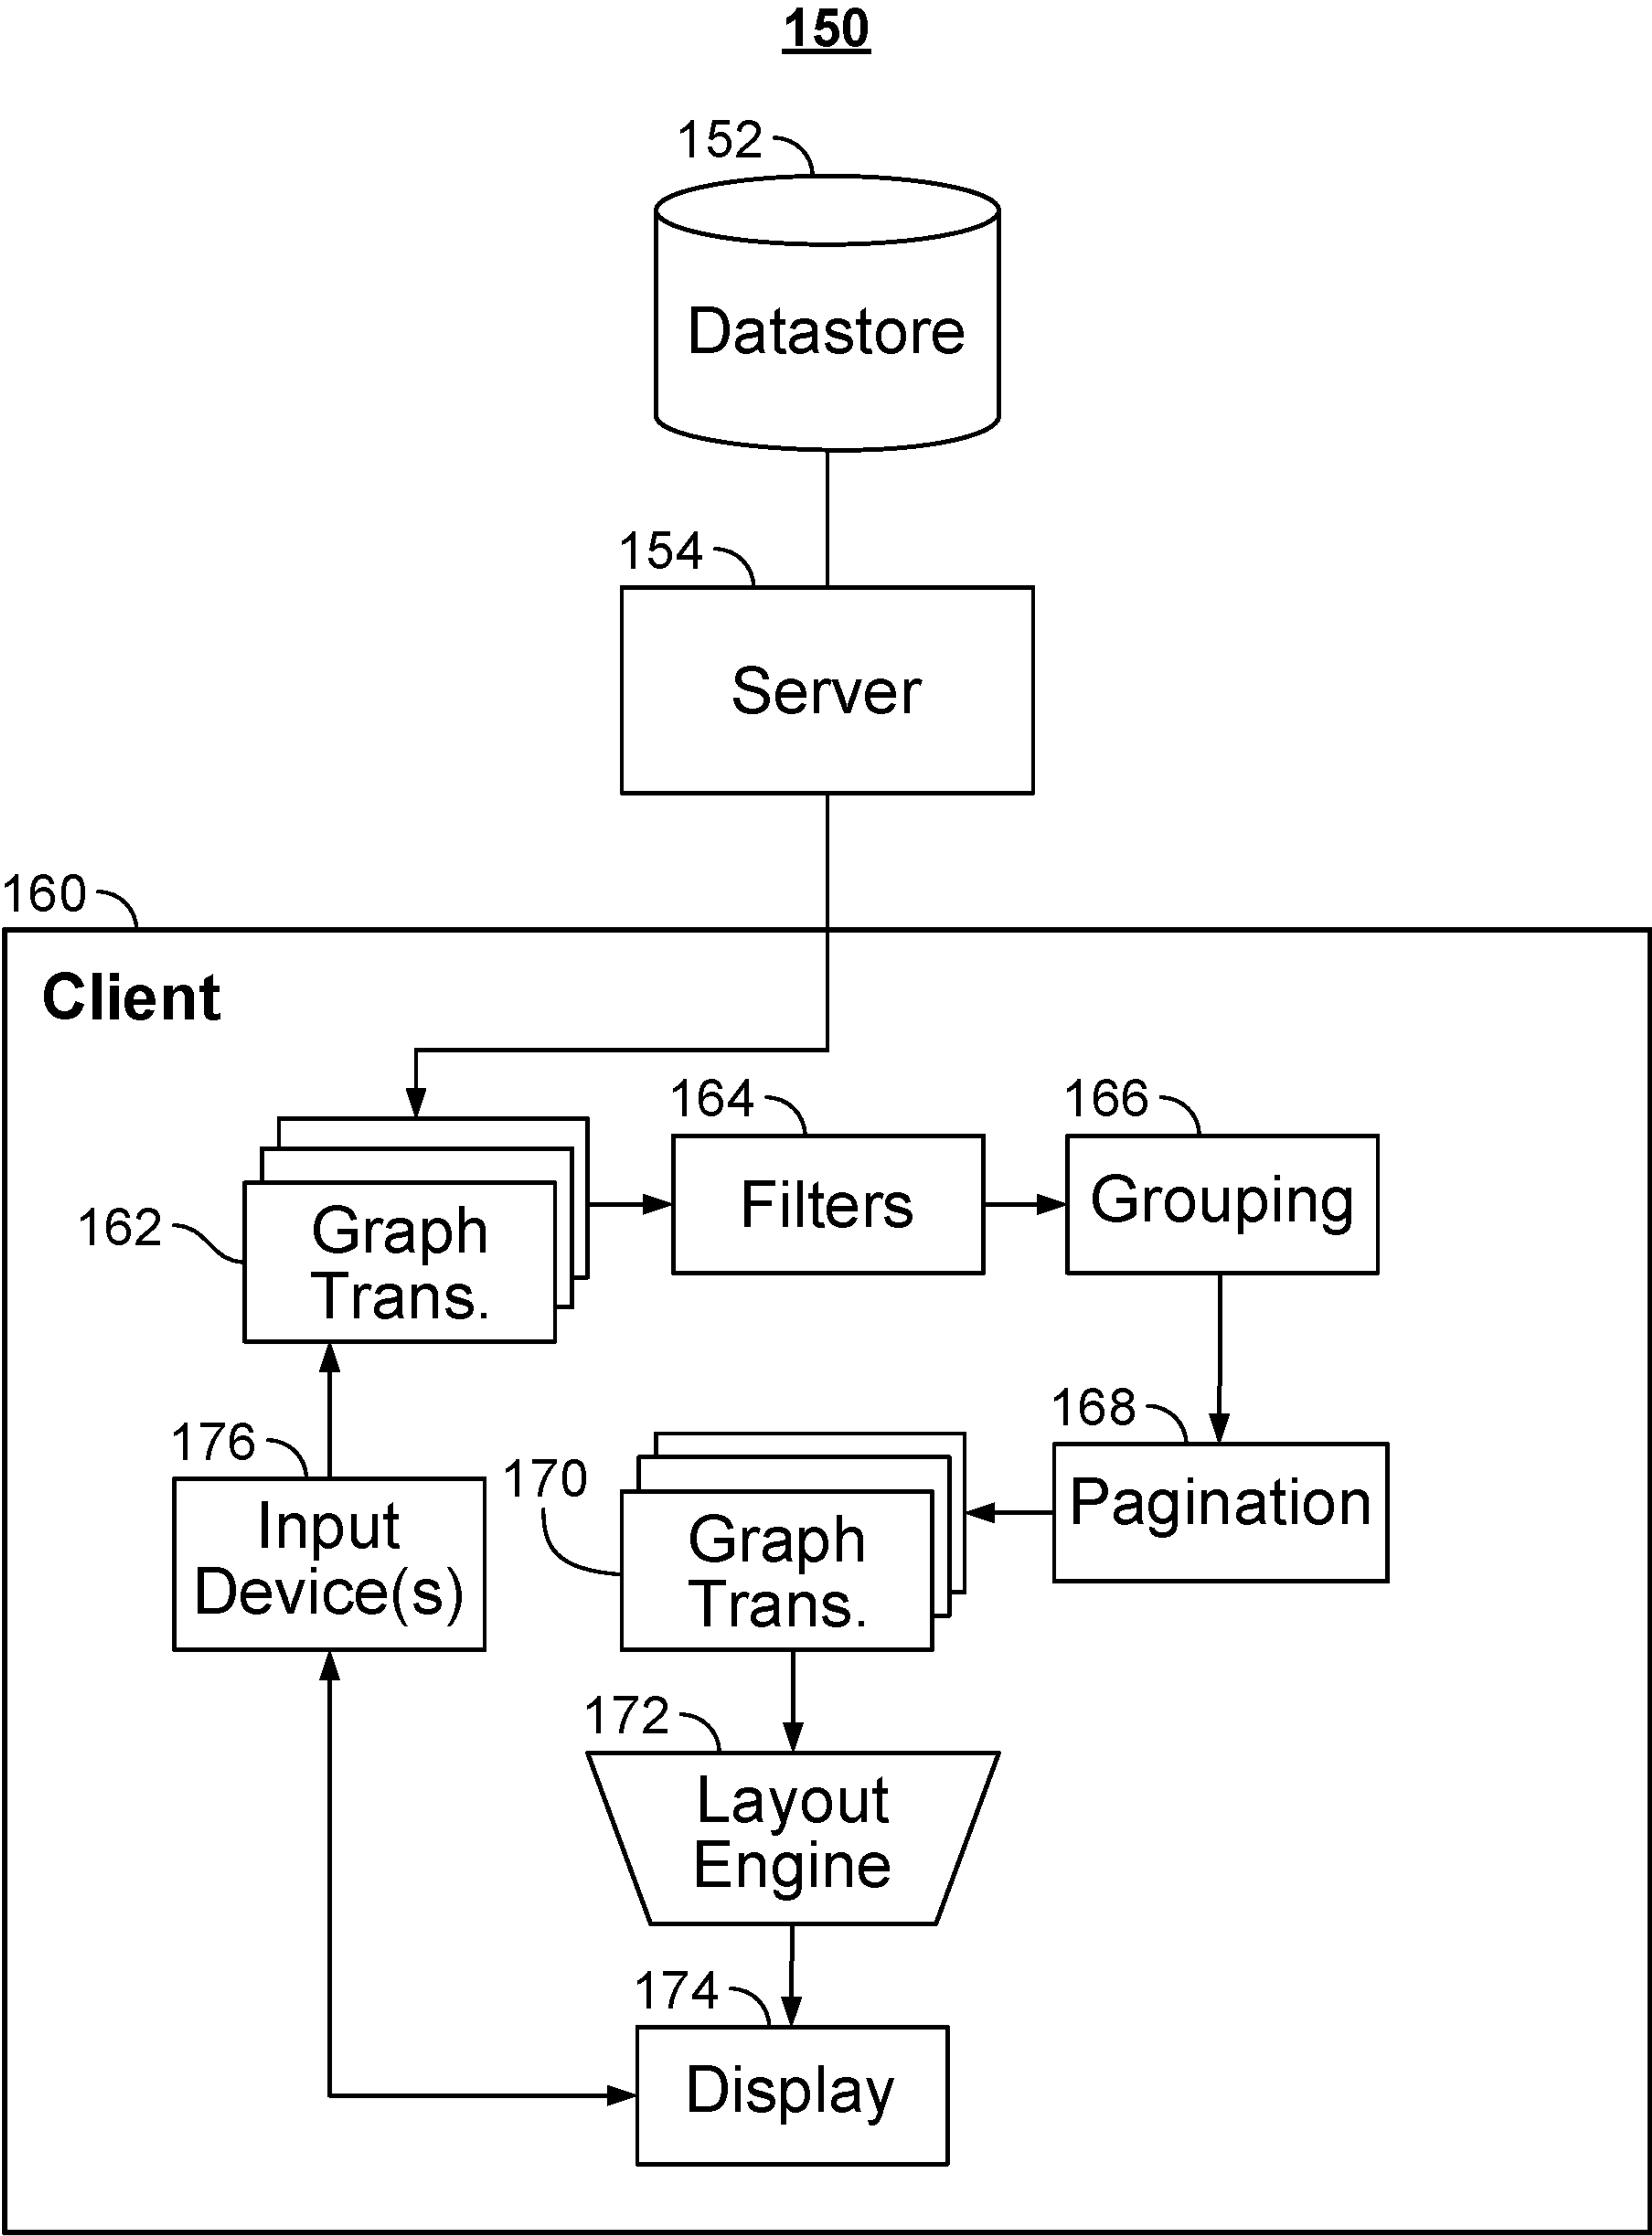 150
152
Datastore
154
Server
160
Client
162
Graph
Trans.
164
Filters
166
Grouping
168
Pagination
170
Graph
Trans.
176
Input
Device(s)
172
Layout
Engine
174
Display